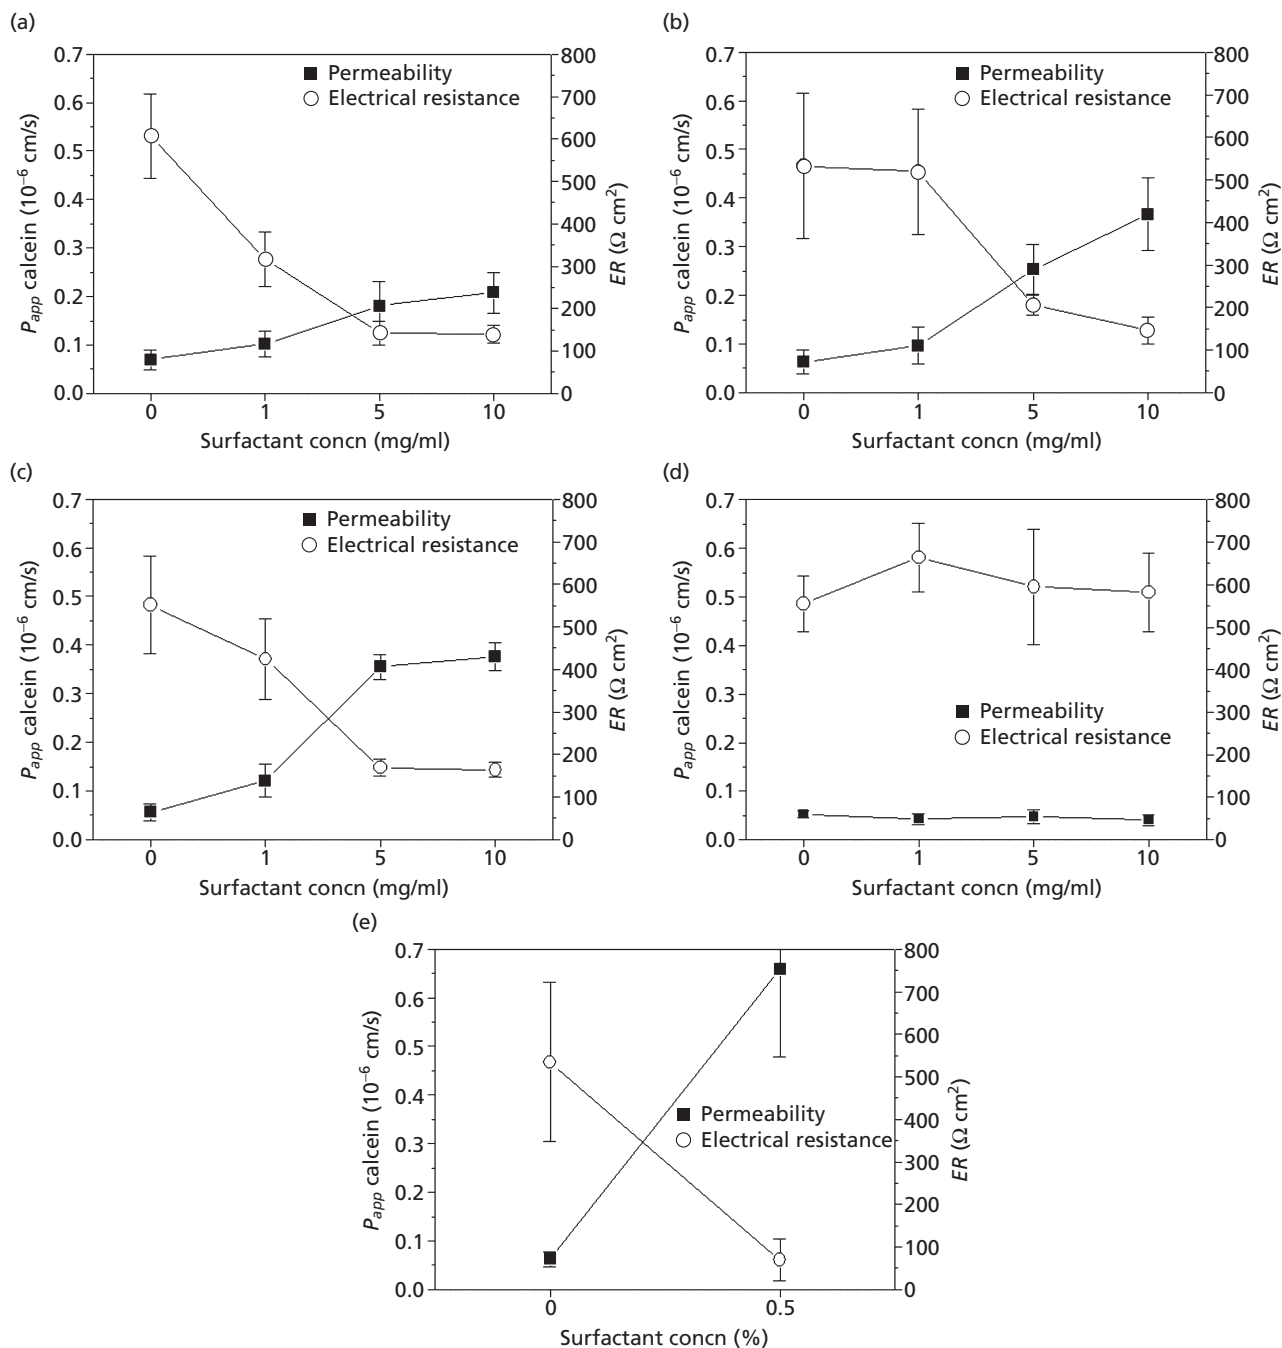 (a)
0.7
0.6
0.5
0.4
0.3
0.2
0.1
0.0
P_app calcein (10⁻⁶ cm/s)
Permeability
Electrical resistance
800
700
600
500
400
300
200
100
0
ER (Ω cm²)
0 1 5 10
Surfactant concn (mg/ml)
(b)
0.7
0.6
0.5
0.4
0.3
0.2
0.1
0.0
P_app calcein (10⁻⁶ cm/s)
Permeability
Electrical resistance
800
700
600
500
400
300
200
100
0
ER (Ω cm²)
0 1 5 10
Surfactant concn (mg/ml)
(c)
0.7
0.6
0.5
0.4
0.3
0.2
0.1
0.0
P_app calcein (10⁻⁶ cm/s)
Permeability
Electrical resistance
800
700
600
500
400
300
200
100
0
ER (Ω cm²)
0 1 5 10
Surfactant concn (mg/ml)
(d)
0.7
0.6
0.5
0.4
0.3
0.2
0.1
0.0
P_app calcein (10⁻⁶ cm/s)
Permeability
Electrical resistance
800
700
600
500
400
300
200
100
0
ER (Ω cm²)
0 1 5 10
Surfactant concn (mg/ml)
(e)
0.7
0.6
0.5
0.4
0.3
0.2
0.1
0.0
P_app calcein (10⁻⁶ cm/s)
Permeability
Electrical resistance
800
700
600
500
400
300
200
100
0
ER (Ω cm²)
0 0.5
Surfactant concn (%)